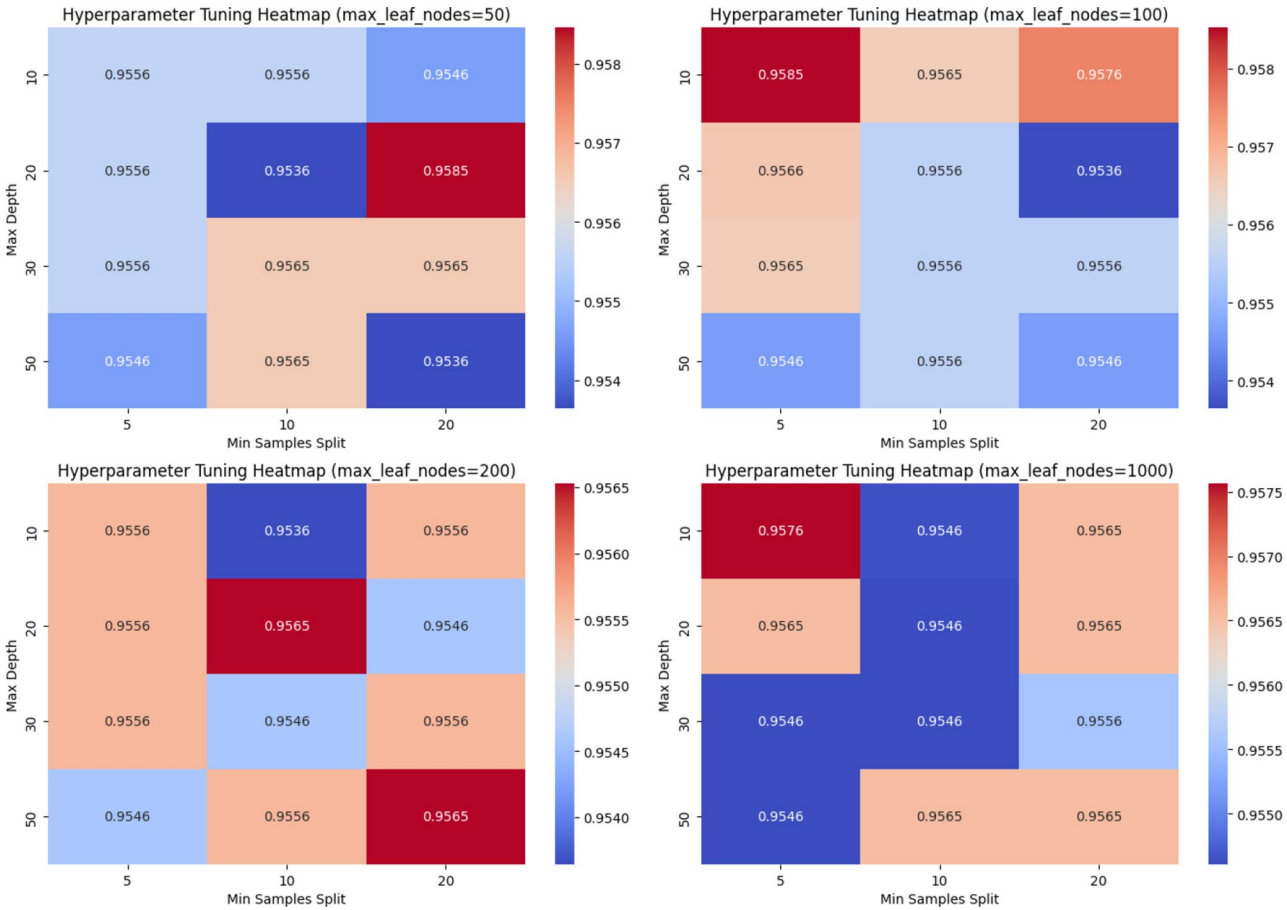 Hyperparameter Tuning Heatmap (max_leaf_nodes=50)
Max Depth
10 0.9556 0.9556 0.9546
20 0.9556 0.9536 0.9585
30 0.9556 0.9565 0.9565
50 0.9546 0.9565 0.9536
5 10 20
Min Samples Split
0.958
0.957
0.956
0.955
0.954
Hyperparameter Tuning Heatmap (max_leaf_nodes=100)
Max Depth
10 0.9585 0.9565 0.9576
20 0.9566 0.9556 0.9536
30 0.9565 0.9556 0.9556
50 0.9546 0.9556 0.9546
5 10 20
Min Samples Split
0.958
0.957
0.956
0.955
0.954
Hyperparameter Tuning Heatmap (max_leaf_nodes=200)
Max Depth
10 0.9556 0.9536 0.9556
20 0.9556 0.9565 0.9546
30 0.9556 0.9546 0.9556
50 0.9546 0.9556 0.9565
5 10 20
Min Samples Split
0.9565
0.9560
0.9555
0.9550
0.9545
0.9540
Hyperparameter Tuning Heatmap (max_leaf_nodes=1000)
Max Depth
10 0.9576 0.9546 0.9565
20 0.9565 0.9546 0.9565
30 0.9546 0.9546 0.9556
50 0.9546 0.9565 0.9565
5 10 20
Min Samples Split
0.9575
0.9570
0.9565
0.9560
0.9555
0.9550